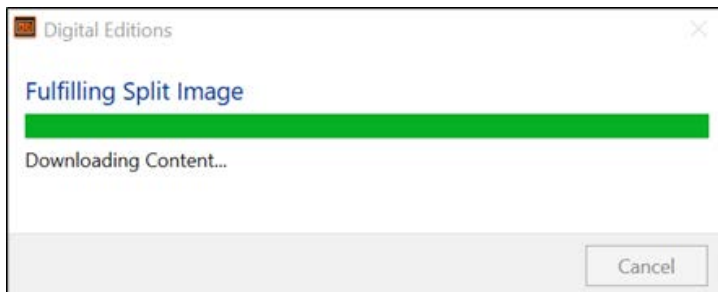 Digital Editions
Fulfilling Split Image
Downloading Content...
Cancel